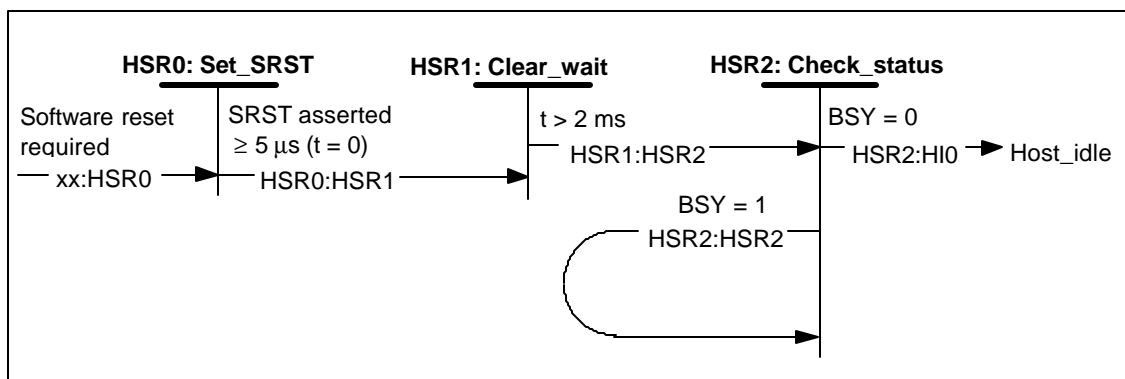 HSR0: Set_SRST
HSR1: Clear_wait
HSR2: Check_status
Software reset
required
xx:HSR0
SRST asserted
≥ 5 μs (t = 0)
HSR0:HSR1
t > 2 ms
HSR1:HSR2
BSY = 0
HSR2:HI0
Host_idle
BSY = 1
HSR2:HSR2